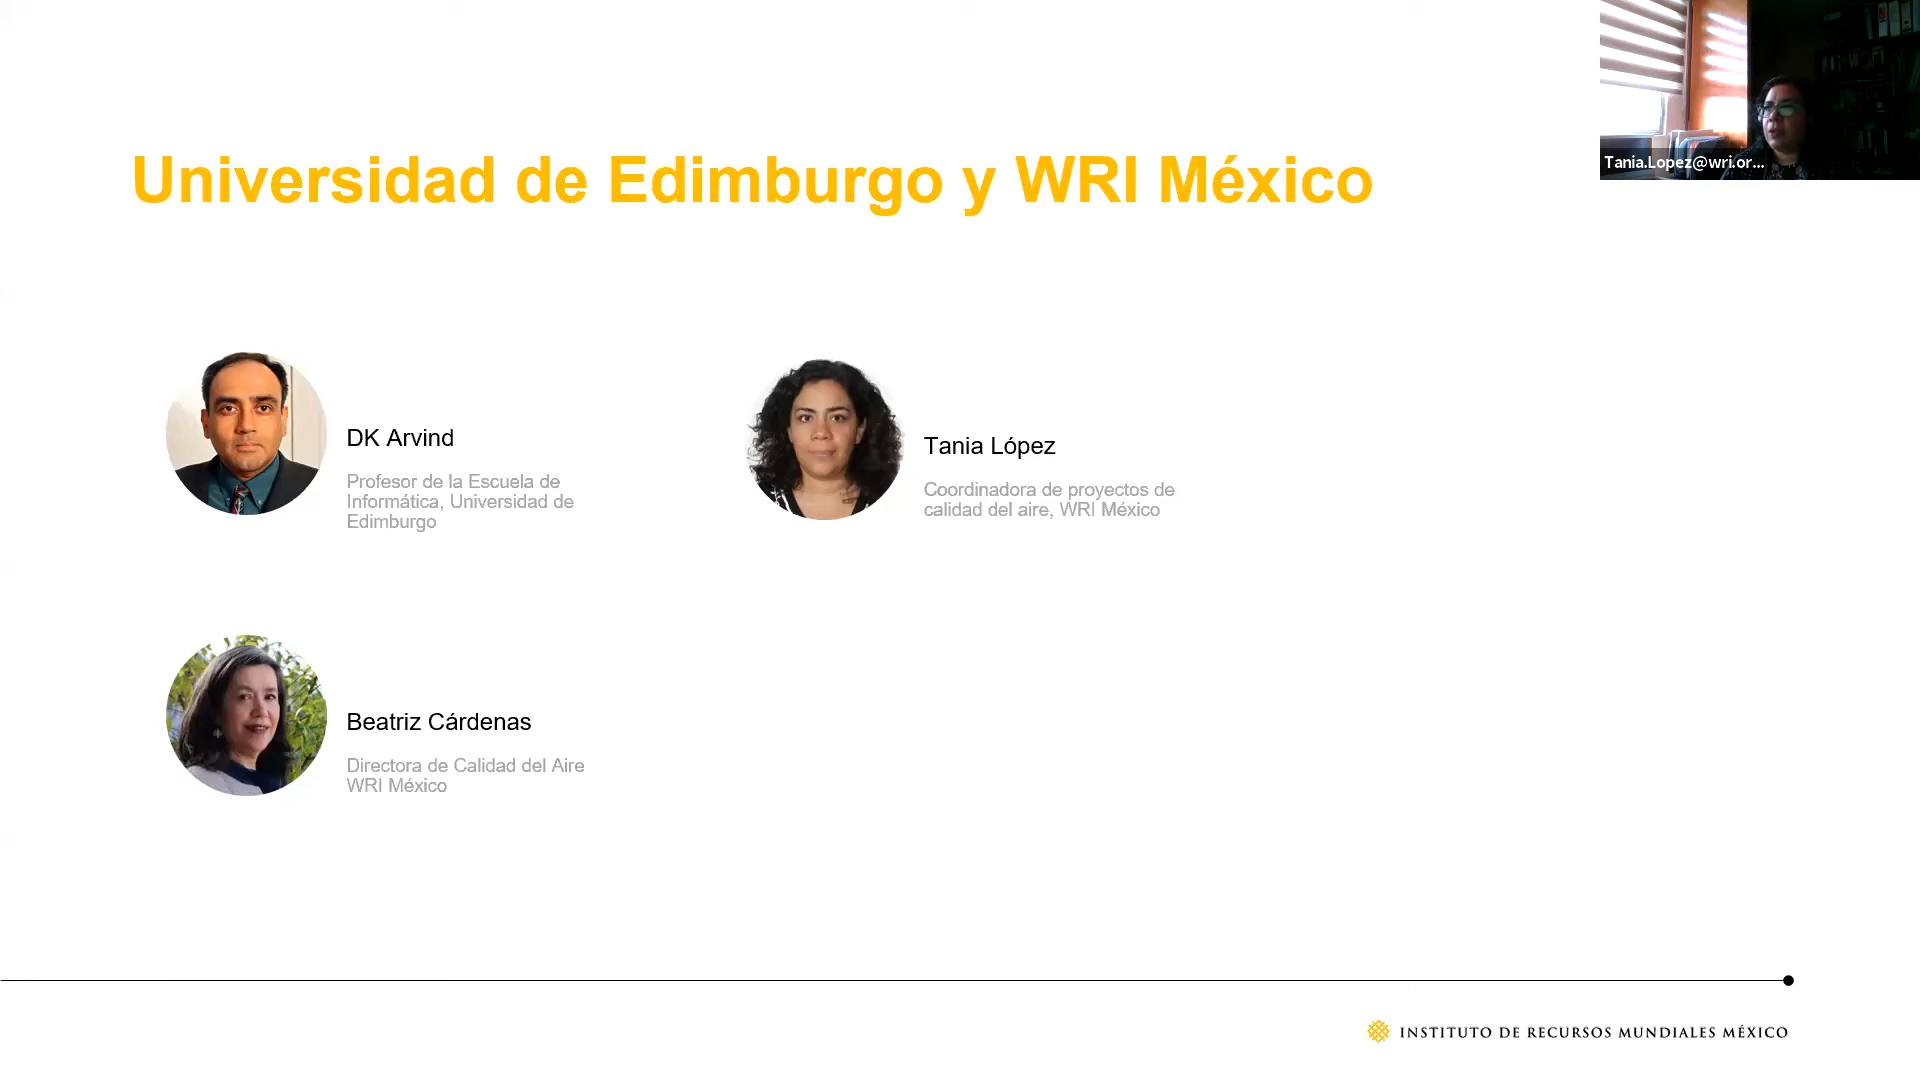 Tania.Lopez@wri.or...
Universidad de Edimburgo y WRI México
DK Arvind
Profesor de la Escuela de
Informática, Universidad de
Edimburgo
Tania López
Coordinadora de proyectos de
calidad del aire, WRI México
Beatriz Cárdenas
Directora de Calidad del Aire
WRI México
INSTITUTO DE RECURSOS MUNDIALES MÉXICO